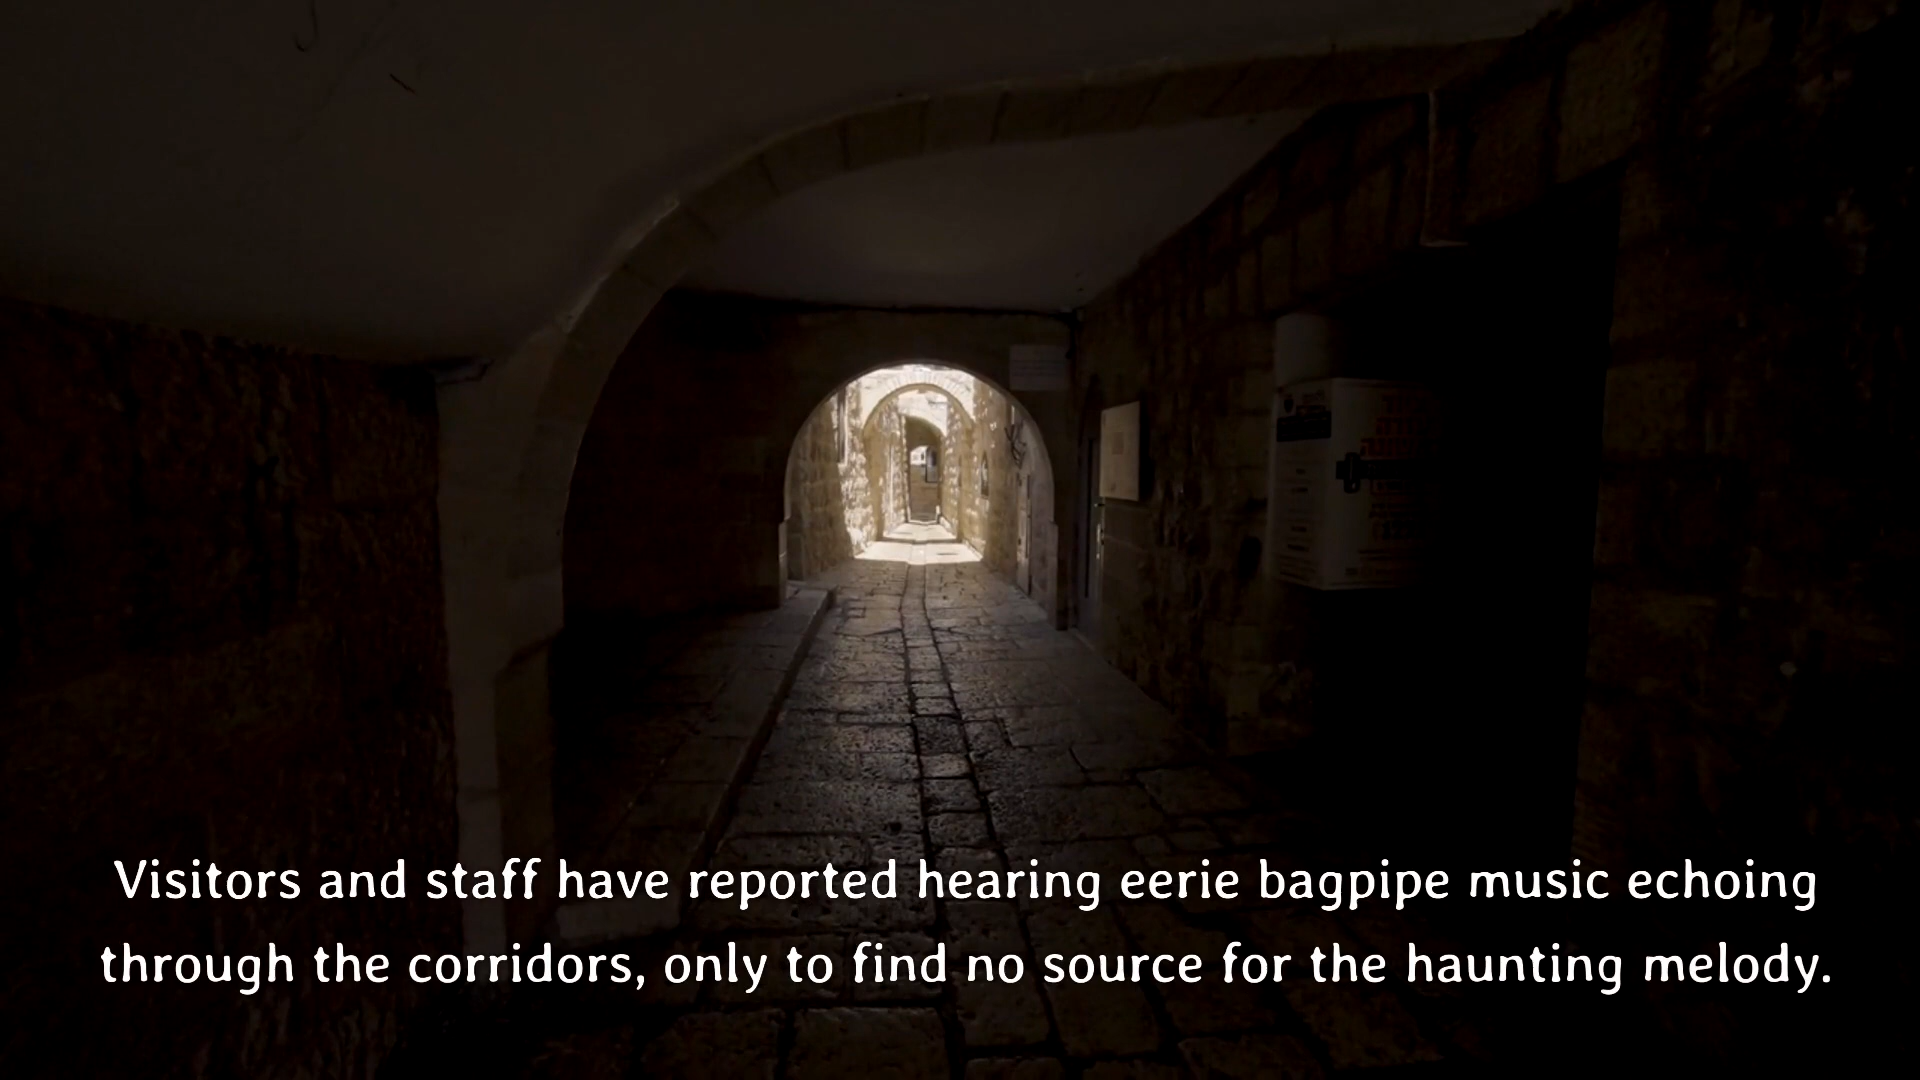 Visitors and staff have reported hearing eerie bagpipe music echoing
through the corridors, only to find no source for the haunting melody.